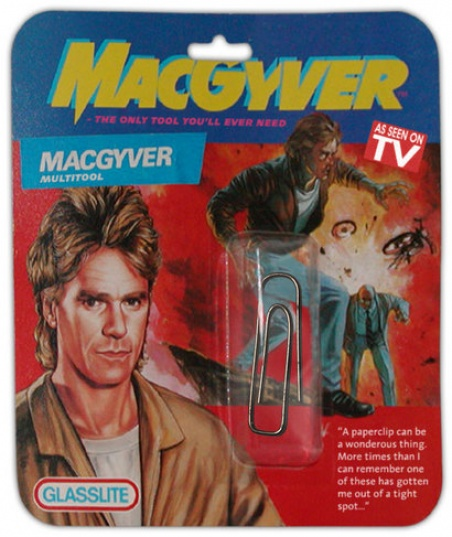 MACGYVER
TM
- THE ONLY TOOL YOU'LL EVER NEED
AS SEEN ON
TV
MACGYVER
MULTITOOL
"A paperclip can be
a wonderous thing.
More times than I
can remember one
of these has gotten
me out of a tight
spot..."
GLASSLITE